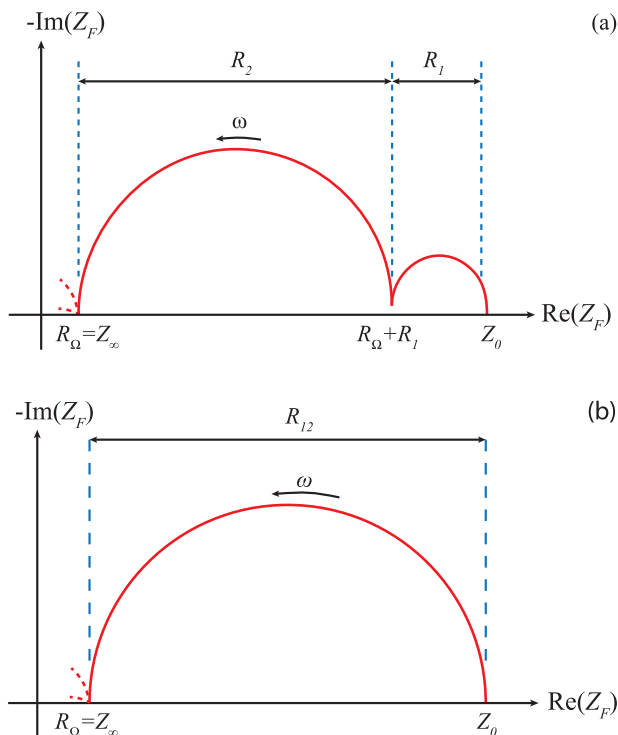 -Im(Z_F)
(a)
R_2
R_1
ω
R_Ω=Z_∞
R_Ω+R_1
Z_0
Re(Z_F)
-Im(Z_F)
(b)
R_12
ω
R_Ω=Z_∞
Z_0
Re(Z_F)